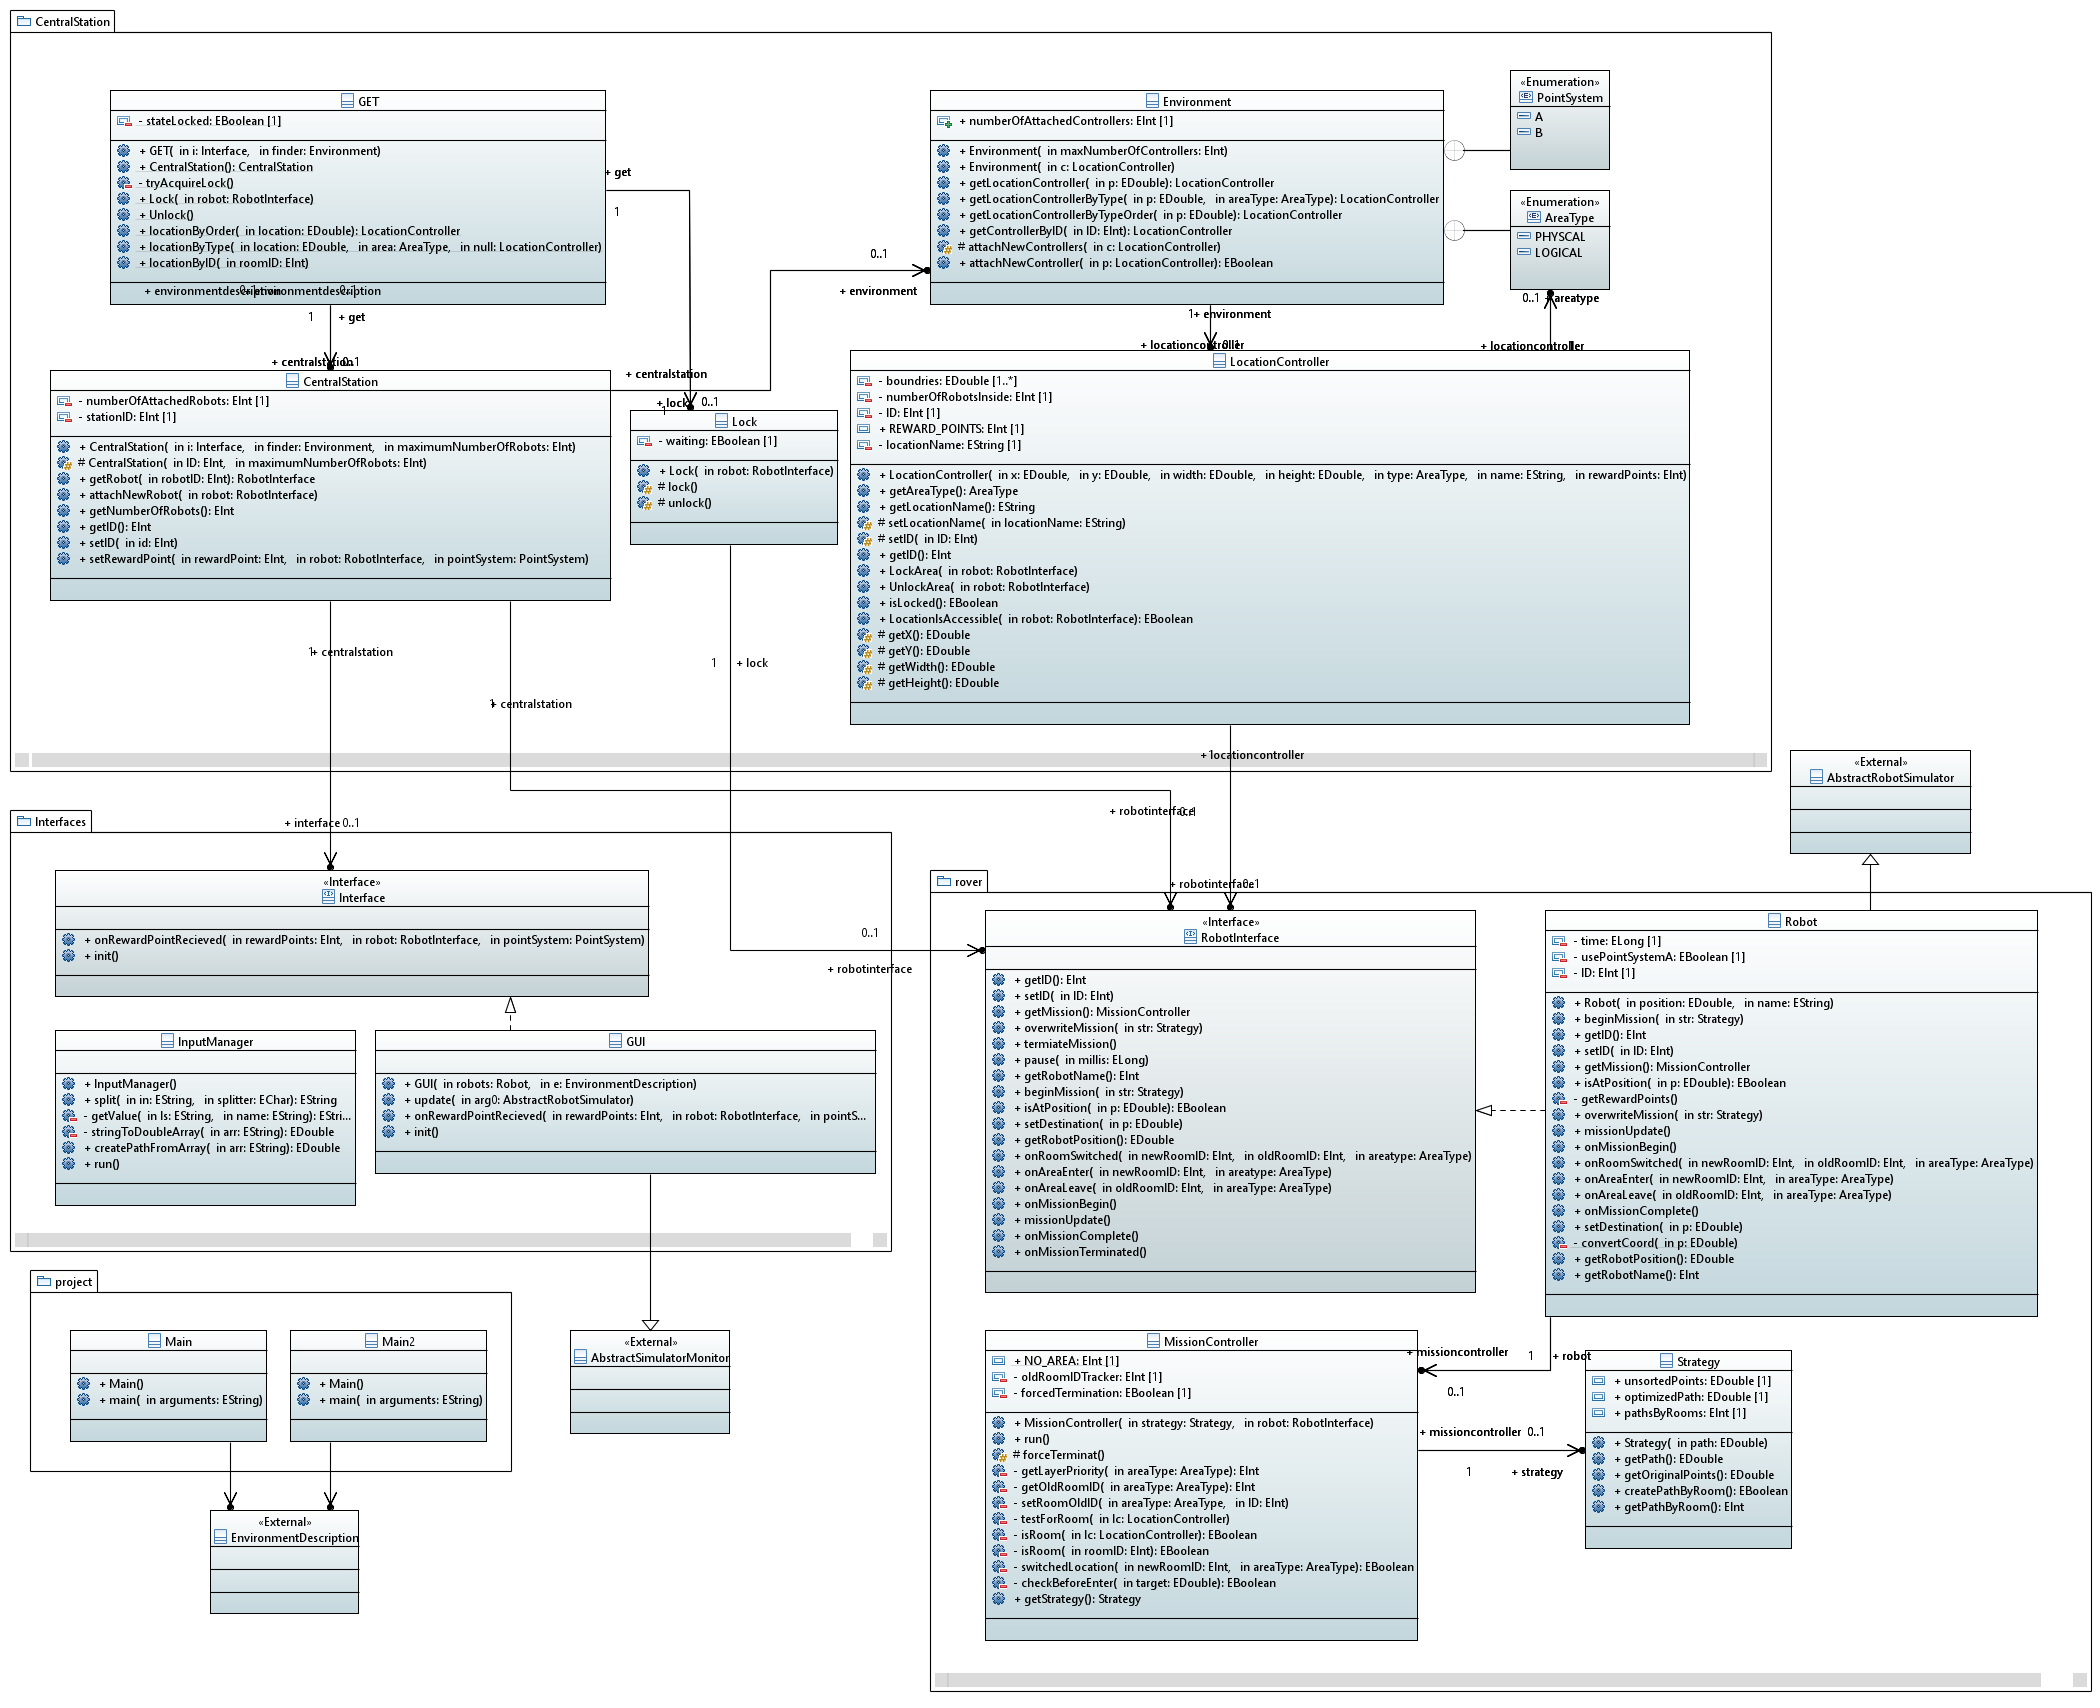 CentralStation
GET
- stateLocked: EBoolean [1]
+ GET( in i: Interface, in finder: Environment)
+ CentralStation(): CentralStation
- tryAcquireLock()
+ Lock( in robot: RobotInterface)
+ Unlock()
+ locationByOrder( in location: EDouble): LocationController
+ locationByType( in location: EDouble, in area: AreaType, in null: LocationController)
+ locationByID( in roomID: EInt)
+ environmentdescription
0..1
+ environmentdescription
0..1
+ get
1
1
+ get
+ centralstation
0..1
Environment
+ numberOfAttachedControllers: EInt [1]
+ Environment( in maxNumberOfControllers: EInt)
+ Environment( in c: LocationController)
+ getLocationController( in p: EDouble): LocationController
+ getLocationControllerByType( in p: EDouble, in areaType: AreaType): LocationController
+ getLocationControllerByTypeOrder( in p: EDouble): LocationController
+ getControllerByID( in ID: EInt): LocationController
# attachNewControllers( in c: LocationController)
+ attachNewController( in p: LocationController): EBoolean
0..1
+ environment
1
+ environment
+ locationcontroller
0..1
«Enumeration»
PointSystem
A
B
«Enumeration»
AreaType
PHYSCAL
LOGICAL
0..1
+ areatype
+ locationcontroller
1
CentralStation
- numberOfAttachedRobots: EInt [1]
- stationID: EInt [1]
+ CentralStation( in i: Interface, in finder: Environment, in maximumNumberOfRobots: EInt)
# CentralStation( in ID: EInt, in maximumNumberOfRobots: EInt)
+ getRobot( in robotID: EInt): RobotInterface
+ attachNewRobot( in robot: RobotInterface)
+ getNumberOfRobots(): EInt
+ getID(): EInt
+ setID( in id: EInt)
+ setRewardPoint( in rewardPoint: EInt, in robot: RobotInterface, in pointSystem: PointSystem)
+ centralstation
1
+ lock
0..1
Lock
- waiting: EBoolean [1]
+ Lock( in robot: RobotInterface)
# lock()
# unlock()
LocationController
- boundries: EDouble [1..*]
- numberOfRobotsInside: EInt [1]
- ID: EInt [1]
+ REWARD_POINTS: EInt [1]
- locationName: EString [1]
+ LocationController( in x: EDouble, in y: EDouble, in width: EDouble, in height: EDouble, in type: AreaType, in name: EString, in rewardPoints: EInt)
+ getAreaType(): AreaType
+ getLocationName(): EString
# setLocationName( in locationName: EString)
# setID( in ID: EInt)
+ getID(): EInt
+ LockArea( in robot: RobotInterface)
+ UnlockArea( in robot: RobotInterface)
+ isLocked(): EBoolean
+ LocationIsAccessible( in robot: RobotInterface): EBoolean
# getX(): EDouble
# getY(): EDouble
# getWidth(): EDouble
# getHeight(): EDouble
1
+ centralstation
1
+ centralstation
1
+ lock
+ locationcontroller
1
«External»
AbstractRobotSimulator
Interfaces
+ interface
0..1
«Interface»
Interface
+ onRewardPointRecieved( in rewardPoints: EInt, in robot: RobotInterface, in pointSystem: PointSystem)
+ init()
InputManager
+ InputManager()
+ split( in in: EString, in splitter: EChar): EString
- getValue( in ls: EString, in name: EString): EStri...
- stringToDoubleArray( in arr: EString): EDouble
+ createPathFromArray( in arr: EString): EDouble
+ run()
GUI
+ GUI( in robots: Robot, in e: EnvironmentDescription)
+ update( in arg0: AbstractRobotSimulator)
+ onRewardPointRecieved( in rewardPoints: EInt, in robot: RobotInterface, in pointS...
+ init()
0..1
+ robotinterface
+ robotinterface
0..1
+ robotinterface
0..1
rover
«Interface»
RobotInterface
+ getID(): EInt
+ setID( in ID: EInt)
+ getMission(): MissionController
+ overwriteMission( in str: Strategy)
+ termiateMission()
+ pause( in millis: ELong)
+ getRobotName(): EInt
+ beginMission( in str: Strategy)
+ isAtPosition( in p: EDouble): EBoolean
+ setDestination( in p: EDouble)
+ getRobotPosition(): EDouble
+ onRoomSwitched( in newRoomID: EInt, in oldRoomID: EInt, in areatype: AreaType)
+ onAreaEnter( in newRoomID: EInt, in areatype: AreaType)
+ onAreaLeave( in oldRoomID: EInt, in areaType: AreaType)
+ onMissionBegin()
+ missionUpdate()
+ onMissionComplete()
+ onMissionTerminated()
Robot
- time: ELong [1]
- usePointSystemA: EBoolean [1]
- ID: EInt [1]
+ Robot( in position: EDouble, in name: EString)
+ beginMission( in str: Strategy)
+ getID(): EInt
+ setID( in ID: EInt)
+ getMission(): MissionController
+ isAtPosition( in p: EDouble): EBoolean
- getRewardPoints()
+ overwriteMission( in str: Strategy)
+ missionUpdate()
+ onMissionBegin()
+ onRoomSwitched( in newRoomID: EInt, in oldRoomID: EInt, in areaType: AreaType)
+ onAreaEnter( in newRoomID: EInt, in areaType: AreaType)
+ onAreaLeave( in oldRoomID: EInt, in areaType: AreaType)
+ onMissionComplete()
+ setDestination( in p: EDouble)
- convertCoord( in p: EDouble)
+ getRobotPosition(): EDouble
+ getRobotName(): EInt
project
Main
+ Main()
+ main( in arguments: EString)
Main2
+ Main()
+ main( in arguments: EString)
«External»
AbstractSimulatorMonitor
«External»
EnvironmentDescription
MissionController
+ NO_AREA: EInt [1]
- oldRoomIDTracker: EInt [1]
- forcedTermination: EBoolean [1]
+ MissionController( in strategy: Strategy, in robot: RobotInterface)
+ run()
# forceTerminat()
- getLayerPriority( in areaType: AreaType): EInt
- getOldRoomID( in areaType: AreaType): EInt
- setRoomOldID( in areaType: AreaType, in ID: EInt)
- testForRoom( in lc: LocationController)
- isRoom( in lc: LocationController): EBoolean
- isRoom( in roomID: EInt): EBoolean
- switchedLocation( in newRoomID: EInt, in areaType: AreaType): EBoolean
- checkBeforeEnter( in target: EDouble): EBoolean
+ getStrategy(): Strategy
+ missioncontroller
1
+ robot
0..1
+ missioncontroller
0..1
1
+ strategy
Strategy
+ unsortedPoints: EDouble [1]
+ optimizedPath: EDouble [1]
+ pathsByRooms: EInt [1]
+ Strategy( in path: EDouble)
+ getPath(): EDouble
+ getOriginalPoints(): EDouble
+ createPathByRoom(): EBoolean
+ getPathByRoom(): EInt